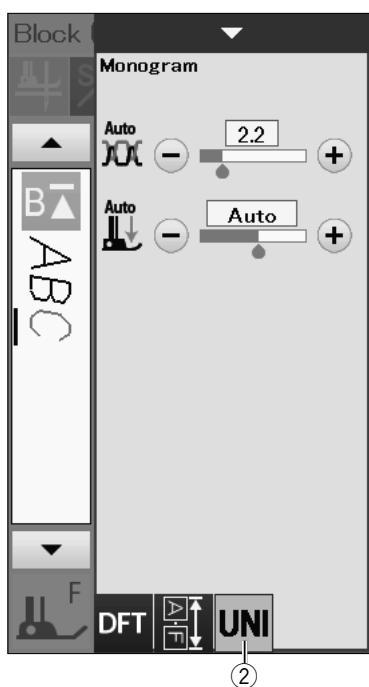 Block
Monogram
Auto
2.2
Auto
Auto
B
ABC
F
DFT
A-F
UNI
②